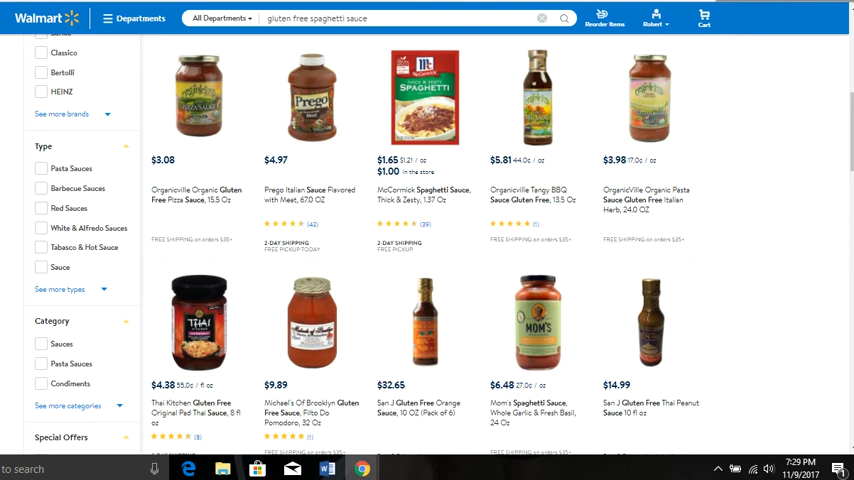 Walmart
Departments
All Departments
gluten free spaghetti sauce
Reorder Items
Robert
Cart
Classico
Bertolli
HEINZ
See more brands
Type
Pasta Sauces
Barbecue Sauces
Red Sauces
White & Alfredo Sauces
Tabasco & Hot Sauce
Sauce
See more types
Category
Sauces
Pasta Sauces
Condiments
See more categories
Special Offers
Prego
McCormick
THICK & ZESTY
SPAGHETTI
$3.08
$4.97
$1.65 $1.21 / oz
$1.00 in the store
$5.81 44.0¢ / oz
$3.98 17.0¢ / oz
Organicville Organic Gluten
Free Pizza Sauce, 15.5 Oz
Prego Italian Sauce Flavored
with Meat, 67.0 OZ
McCormick Spaghetti Sauce,
Thick & Zesty, 1.37 Oz
Organicville Tangy BBQ
Sauce Gluten Free, 13.5 Oz
OrganicVille Organic Pasta
Sauce Gluten Free Italian
Herb, 24.0 OZ
(42)
(39)
(1)
FREE SHIPPING on orders $35+
2-DAY SHIPPING
FREE PICKUP TODAY
2-DAY SHIPPING
FREE PICKUP
FREE SHIPPING on orders $35+
FREE SHIPPING on orders $35+
THAI
KITCHEN
MOM'S
$4.38 55.0¢ / fl oz
$9.89
$32.65
$6.48 27.0¢ / oz
$14.99
Thai Kitchen Gluten Free
Original Pad Thai Sauce, 8 fl
oz
Michael's Of Brooklyn Gluten
Free Sauce, Filto Do
Pomodoro, 32 Oz
San J Gluten Free Orange
Sauce, 10 OZ (Pack of 6)
Mom's Spaghetti Sauce,
Whole Garlic & Fresh Basil,
24 Oz
San J Gluten Free Thai Peanut
Sauce 10 fl oz
(8)
(1)
to search
7:29 PM
11/9/2017